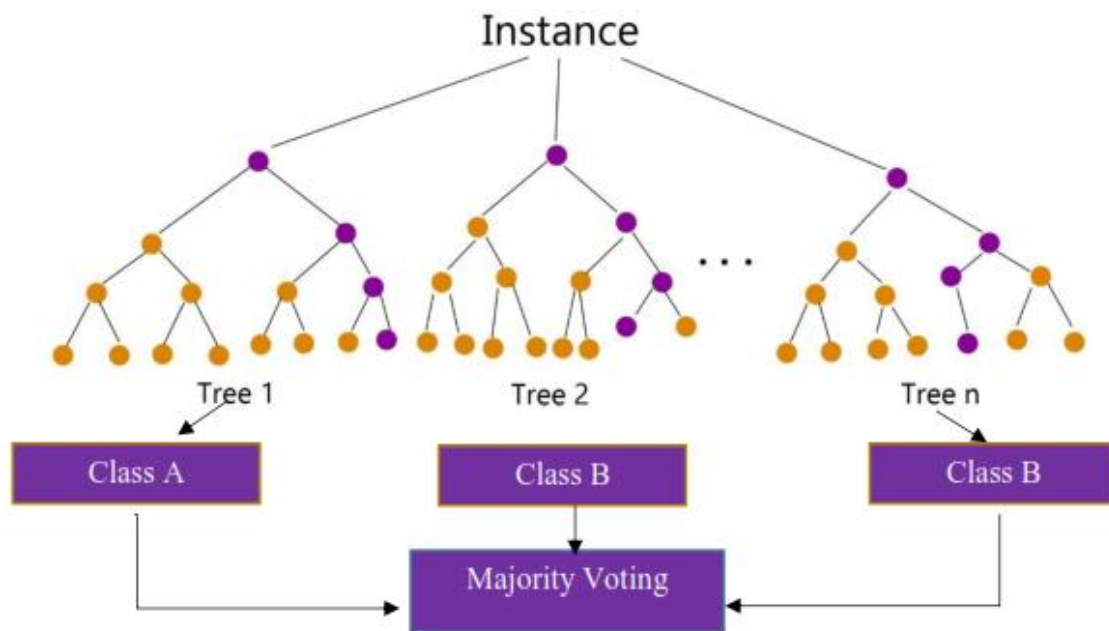 Instance
...
Tree 1
Tree 2
Tree n
Class A
Class B
Class B
Majority Voting